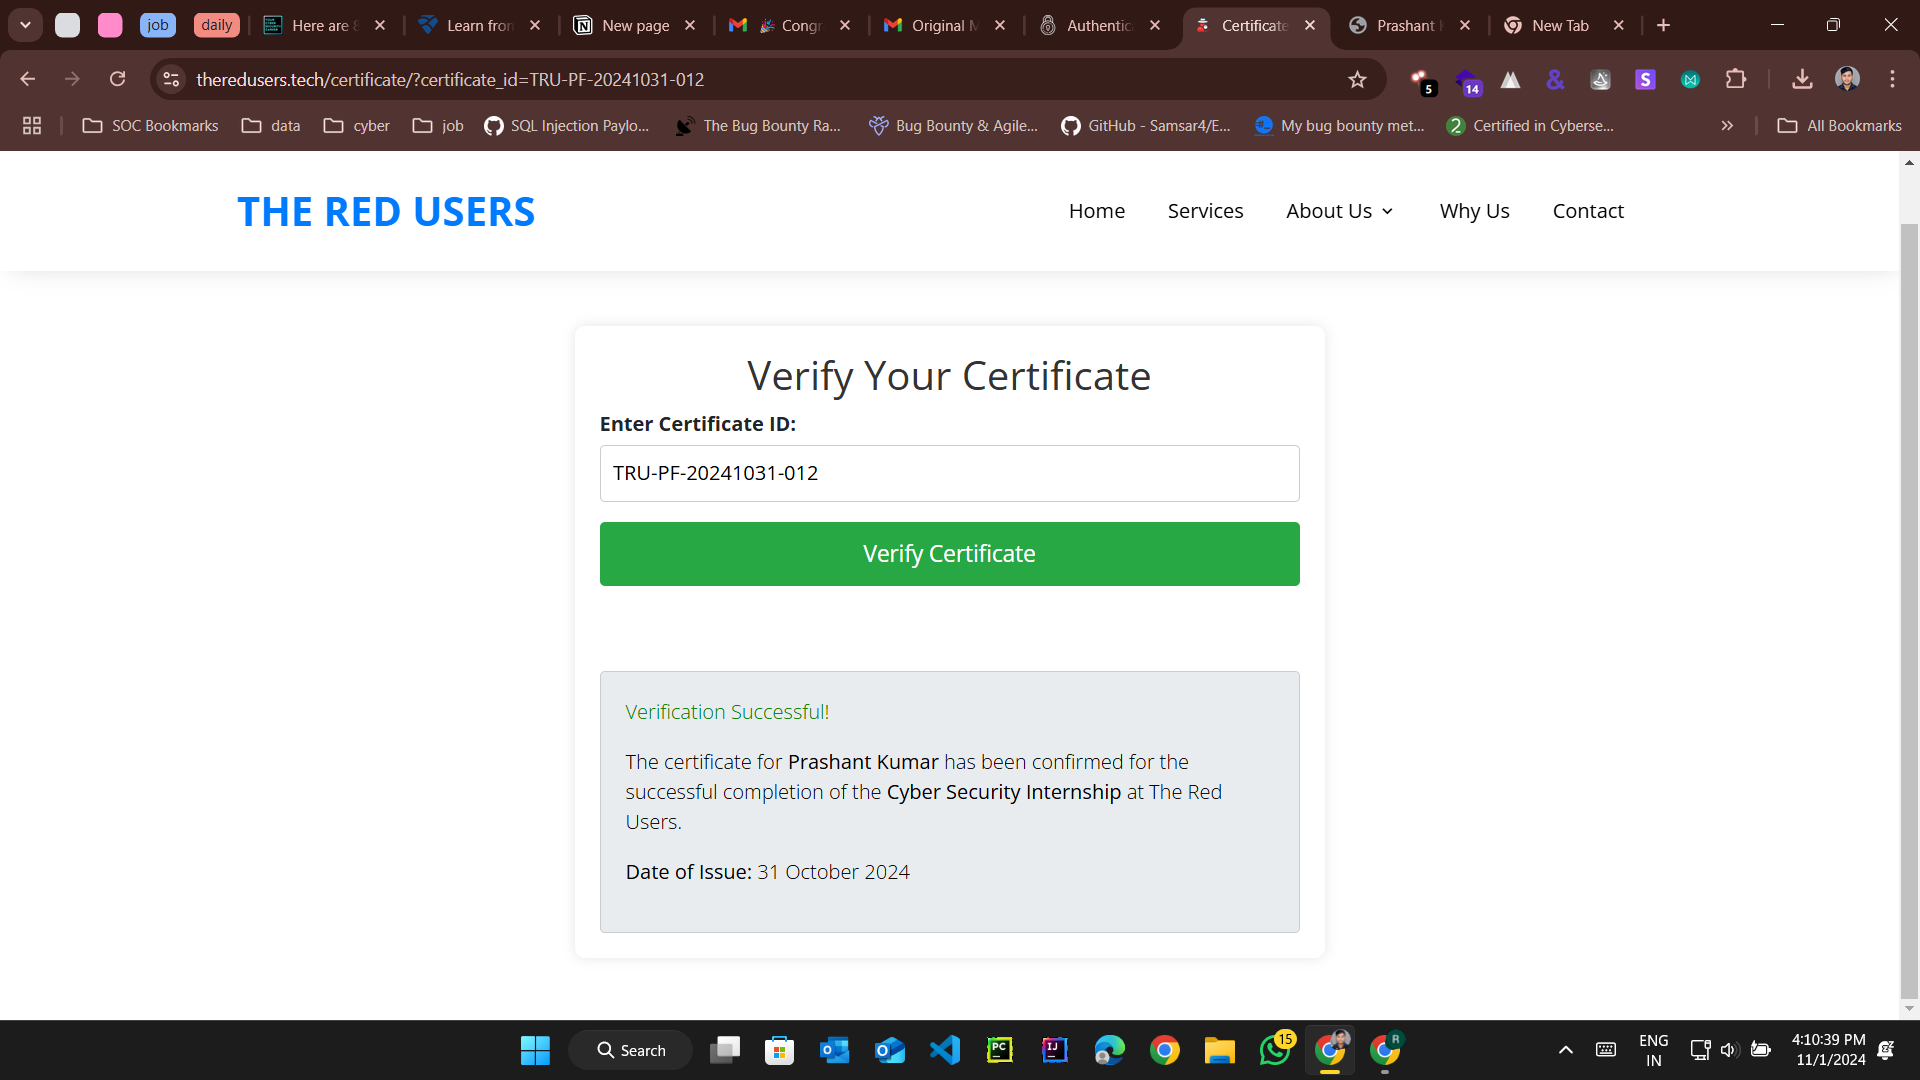 job
daily
Here are 8
Learn from
New page
Congr
Original M
Authentic
Certificate
Prashant K
New Tab
theredusers.tech/certificate/?certificate_id=TRU-PF-20241031-012
5
14
SOC Bookmarks
data
cyber
job
SQL Injection Paylo...
The Bug Bounty Ra...
Bug Bounty & Agile...
GitHub - Samsar4/E...
My bug bounty met...
Certified in Cyberse...
All Bookmarks
THE RED USERS
Home
Services
About Us
Why Us
Contact
Verify Your Certificate
Enter Certificate ID:
TRU-PF-20241031-012
Verify Certificate
Verification Successful!
The certificate for Prashant Kumar has been confirmed for the
successful completion of the Cyber Security Internship at The Red
Users.
Date of Issue: 31 October 2024
Search
15
ENG
IN
4:10:39 PM
11/1/2024